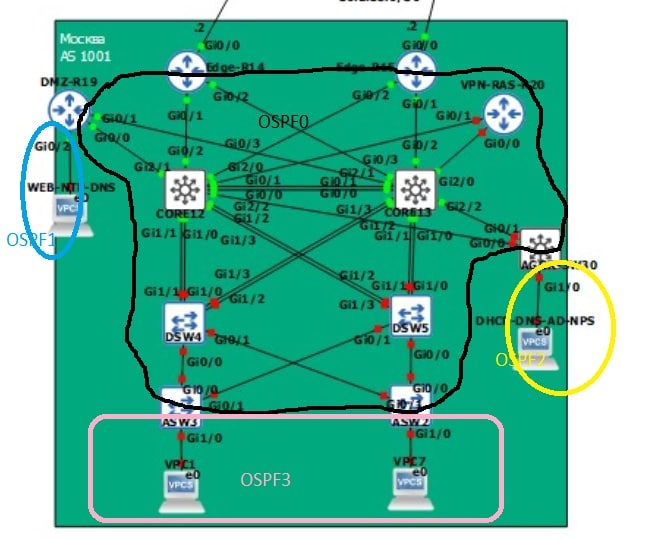 .2
.2
Gi0/0
Gi0/0
Москва
AS 1001
DMZ-R19
Edge-R14
VPN-RAS-R20
Gi0/2
Gi0/2
Gi0/1
Gi0/1
Gi0/1
Gi0/1
OSPF0
Gi0/0
Gi0/3
Gi0/2
Gi0/0
Gi0/2
Gi0/2
Gi0/3
Gi2/1
Gi2/0
Gi2/1
Gi2/0
WEB-NTP-DNS
Gi0/1
Gi0/1
e0
Gi0/0
Gi0/0
VPCS
CORE12
Gi2/2
Gi1/3
CORE13
Gi2/2
OSPF1
Gi1/1
Gi1/0
Gi1/3
Gi1/2
Gi1/1
Gi1/0
Gi0/1
Gi0/0
Gi1/3
Gi1/2
Gi1/0
Gi1/1
Gi1/0
Gi1/2
Gi1/3
Gi1/1
Gi1/0
DHCP-DNS-AD-NPS
DSW4
Gi0/1
DSW5
Gi0/1
e0
VPCS
OSPF2
Gi0/0
Gi0/0
Gi0/0
Gi0/1
Gi0/0
Gi0/1
ASW3
ASW2
Gi1/0
Gi1/0
VPC1
e0
VPC7
e0
OSPF3
VPCS
VPCS